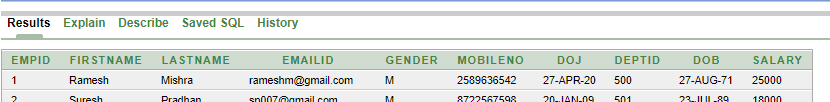 Results Explain Describe Saved SQL History
EMPID FIRSTNAME LASTNAME EMAILID GENDER MOBILENO DOJ DEPTID DOB SALARY
1 Ramesh Mishra rameshm@gmail.com M 2589636542 27-APR-20 500 27-AUG-71 25000
2 Suresh Pradhan sp007@gmail.com M 8722567598 20-JAN-09 501 23-JUL-89 18000